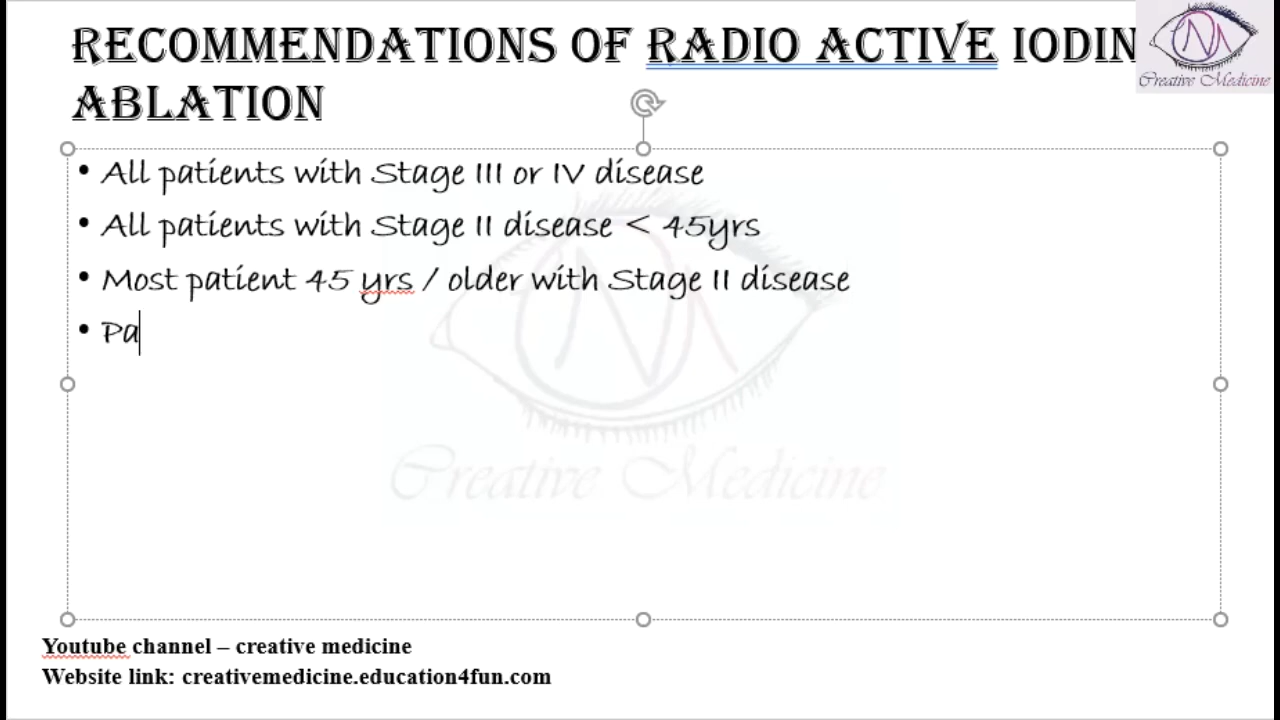 RECOMMENDATIONS OF RADIO ACTIVE IODIN
ABLATION
Creative Medicine
• All patients with Stage III or IV disease
• All patients with Stage II disease < 45yrs
• Most patient 45 yrs / older with Stage II disease
• Pa
Creative Medicine
Youtube channel – creative medicine
Website link: creativemedicine.education4fun.com